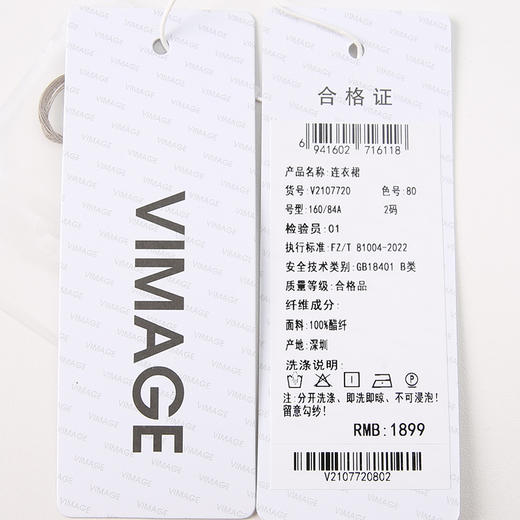 VIMAGE
合格证
6 941602 716118
产品名称:连衣裙
货号:V2107720 色号:80
号型:160/84A 2码
检验员:01
执行标准:FZ/T 81004-2022
安全技术类别:GB18401 B类
质量等级:合格品
纤维成分:
面料:100%醋纤
产地:深圳
洗涤说明:
P
注:分开洗涤、即洗即晾、不可浸泡!
留意勾纱!
RMB:1899
V2107720802